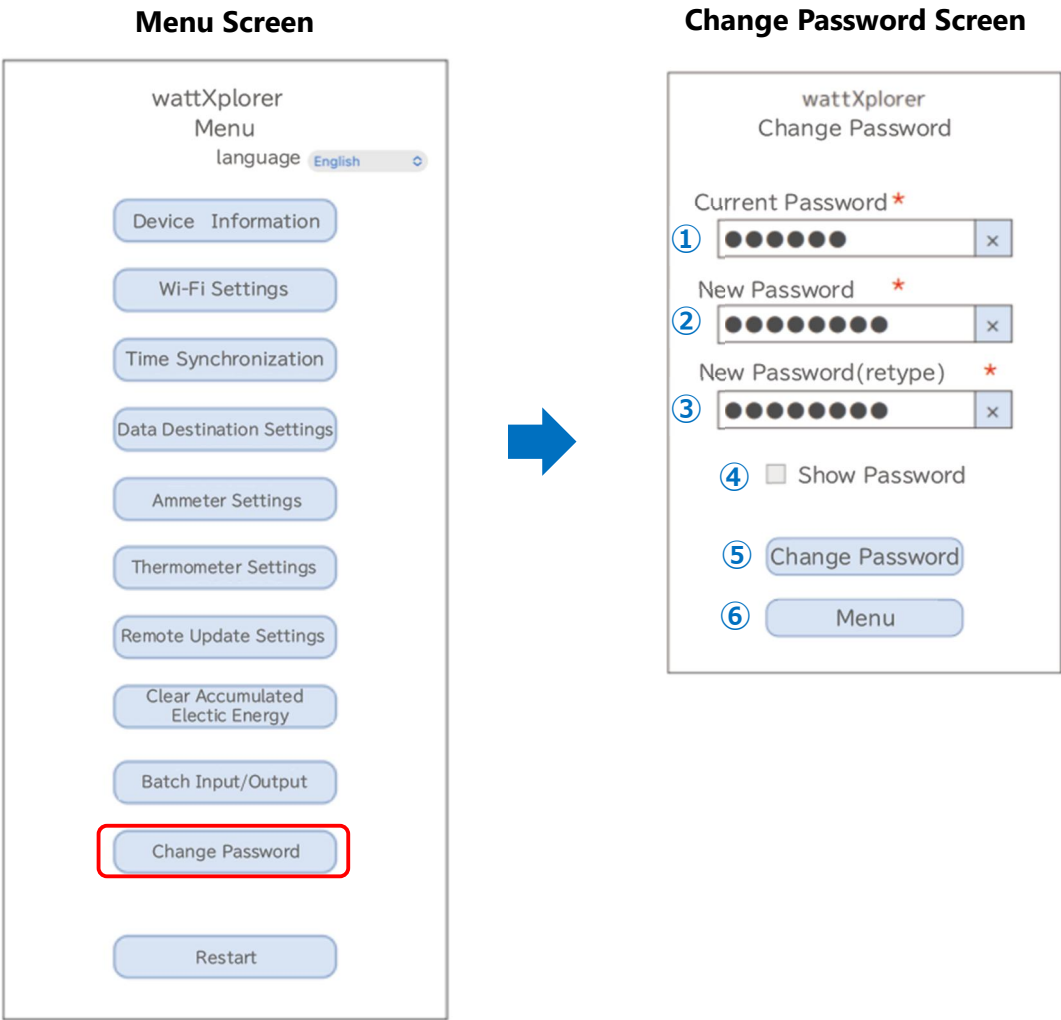 Menu Screen
wattXplorer
Menu
language English
Device Information
Wi-Fi Settings
Time Synchronization
Data Destination Settings
Ammeter Settings
Thermometer Settings
Remote Update Settings
Clear Accumulated
Electic Energy
Batch Input/Output
Change Password
Restart
Change Password Screen
wattXplorer
Change Password
Current Password *
① ●●●●●● ×
New Password *
② ●●●●●●●● ×
New Password(retype) *
③ ●●●●●●●● ×
④ Show Password
⑤ Change Password
⑥ Menu